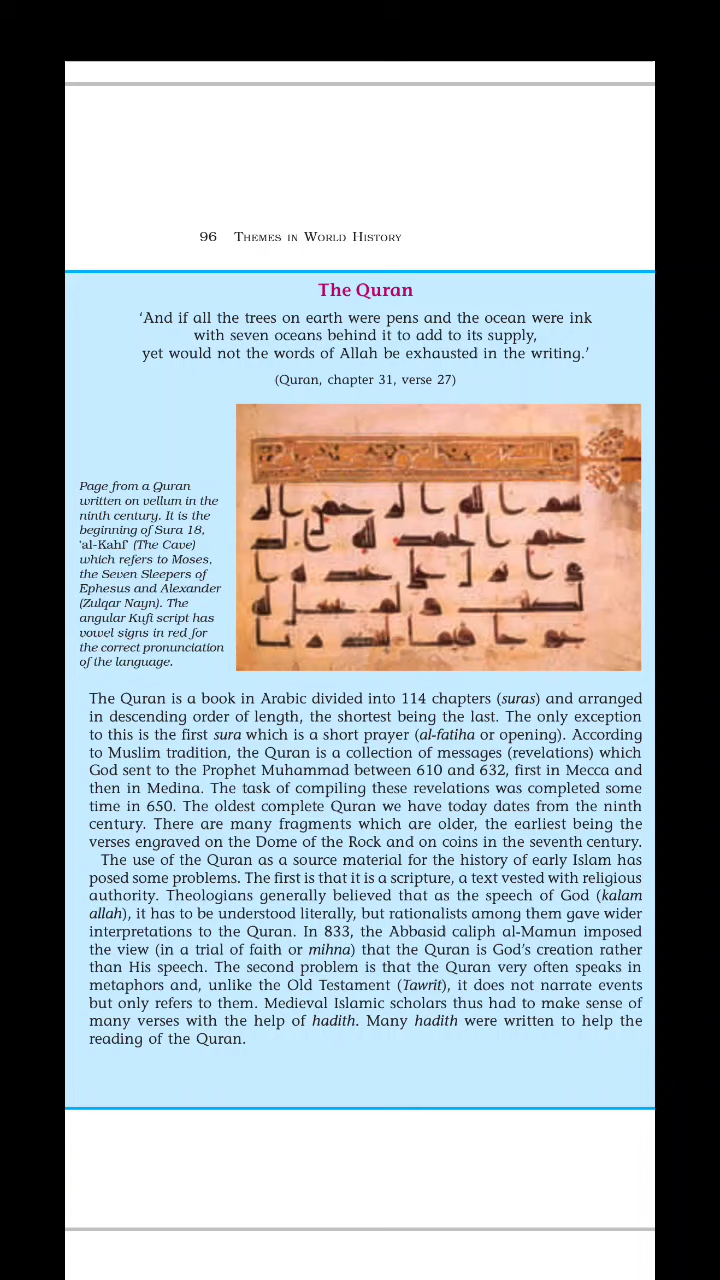 96 THEMES IN WORLD HISTORY
The Quran
‘And if all the trees on earth were pens and the ocean were ink
with seven oceans behind it to add to its supply,
yet would not the words of Allah be exhausted in the writing.’
(Quran, chapter 31, verse 27)
Page from a Quran
written on vellum in the
ninth century. It is the
beginning of Sura 18,
‘al-Kahf’ (The Cave)
which refers to Moses,
the Seven Sleepers of
Ephesus and Alexander
(Zulqar Nayn). The
angular Kufi script has
vowel signs in red for
the correct pronunciation
of the language.
The Quran is a book in Arabic divided into 114 chapters (suras) and arranged
in descending order of length, the shortest being the last. The only exception
to this is the first sura which is a short prayer (al-fatiha or opening). According
to Muslim tradition, the Quran is a collection of messages (revelations) which
God sent to the Prophet Muhammad between 610 and 632, first in Mecca and
then in Medina. The task of compiling these revelations was completed some
time in 650. The oldest complete Quran we have today dates from the ninth
century. There are many fragments which are older, the earliest being the
verses engraved on the Dome of the Rock and on coins in the seventh century.
The use of the Quran as a source material for the history of early Islam has
posed some problems. The first is that it is a scripture, a text vested with religious
authority. Theologians generally believed that as the speech of God (kalam
allah), it has to be understood literally, but rationalists among them gave wider
interpretations to the Quran. In 833, the Abbasid caliph al-Mamun imposed
the view (in a trial of faith or mihna) that the Quran is God’s creation rather
than His speech. The second problem is that the Quran very often speaks in
metaphors and, unlike the Old Testament (Tawrit), it does not narrate events
but only refers to them. Medieval Islamic scholars thus had to make sense of
many verses with the help of hadith. Many hadith were written to help the
reading of the Quran.